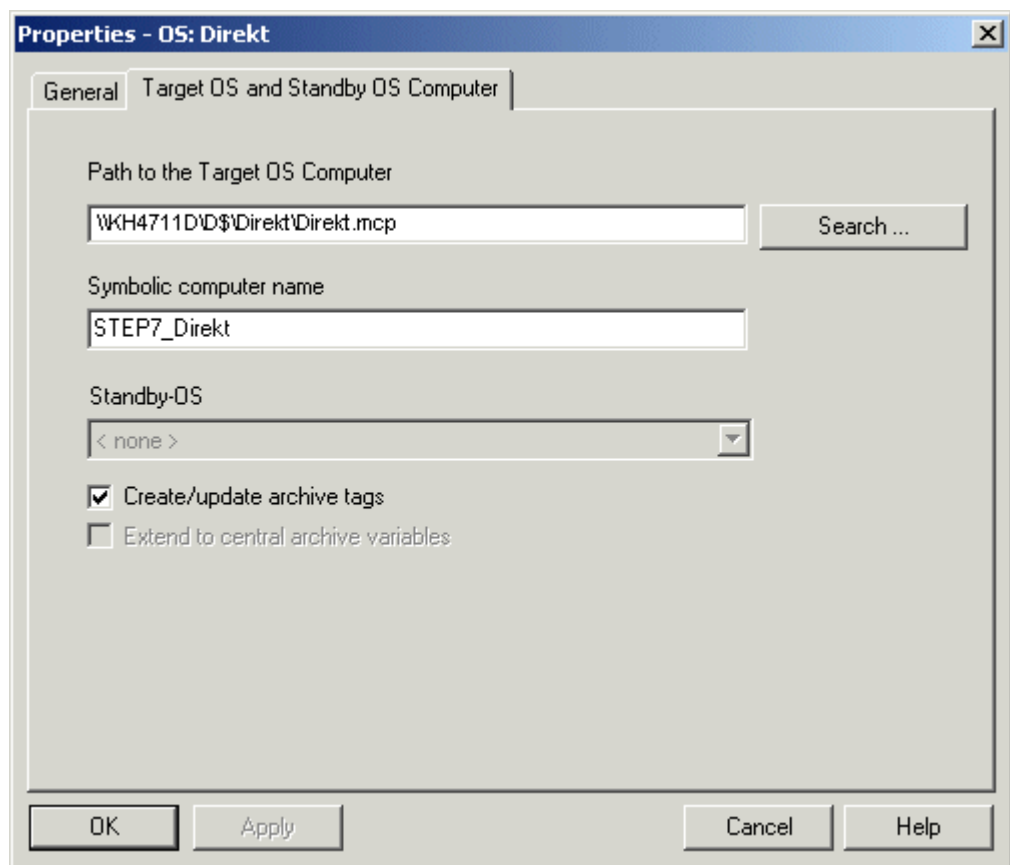 Properties - OS: Direkt
General
Target OS and Standby OS Computer
Path to the Target OS Computer
\\KH4711D\D$\Direkt\Direkt.mcp
Search ...
Symbolic computer name
STEP7_Direkt
Standby-OS
< none >
Create/update archive tags
Extend to central archive variables
OK
Apply
Cancel
Help